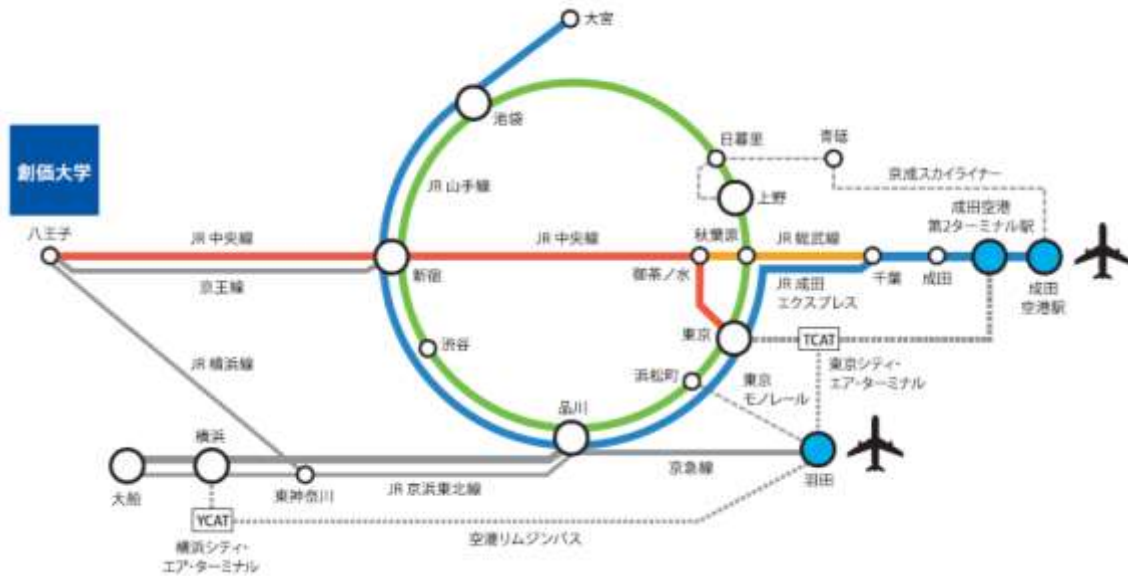 大宮
池袋
日暮里
青砥
京成スカイライナー
創価大学
JR 山手線
上野
成田空港
第2ターミナル駅
八王子
JR 中央線
JR 中央線
秋葉原
JR 総武線
京王線
新宿
御茶ノ水
JR 成田
エクスプレス
千葉
成田
成田
空港駅
JR 横浜線
渋谷
東京
TCAT
東京シティ・
エア・ターミナル
浜松町
東京
モノレール
品川
横浜
京急線
羽田
大船
東神奈川
JR 京浜東北線
YCAT
横浜シティ・
エア・ターミナル
空港リムジンバス